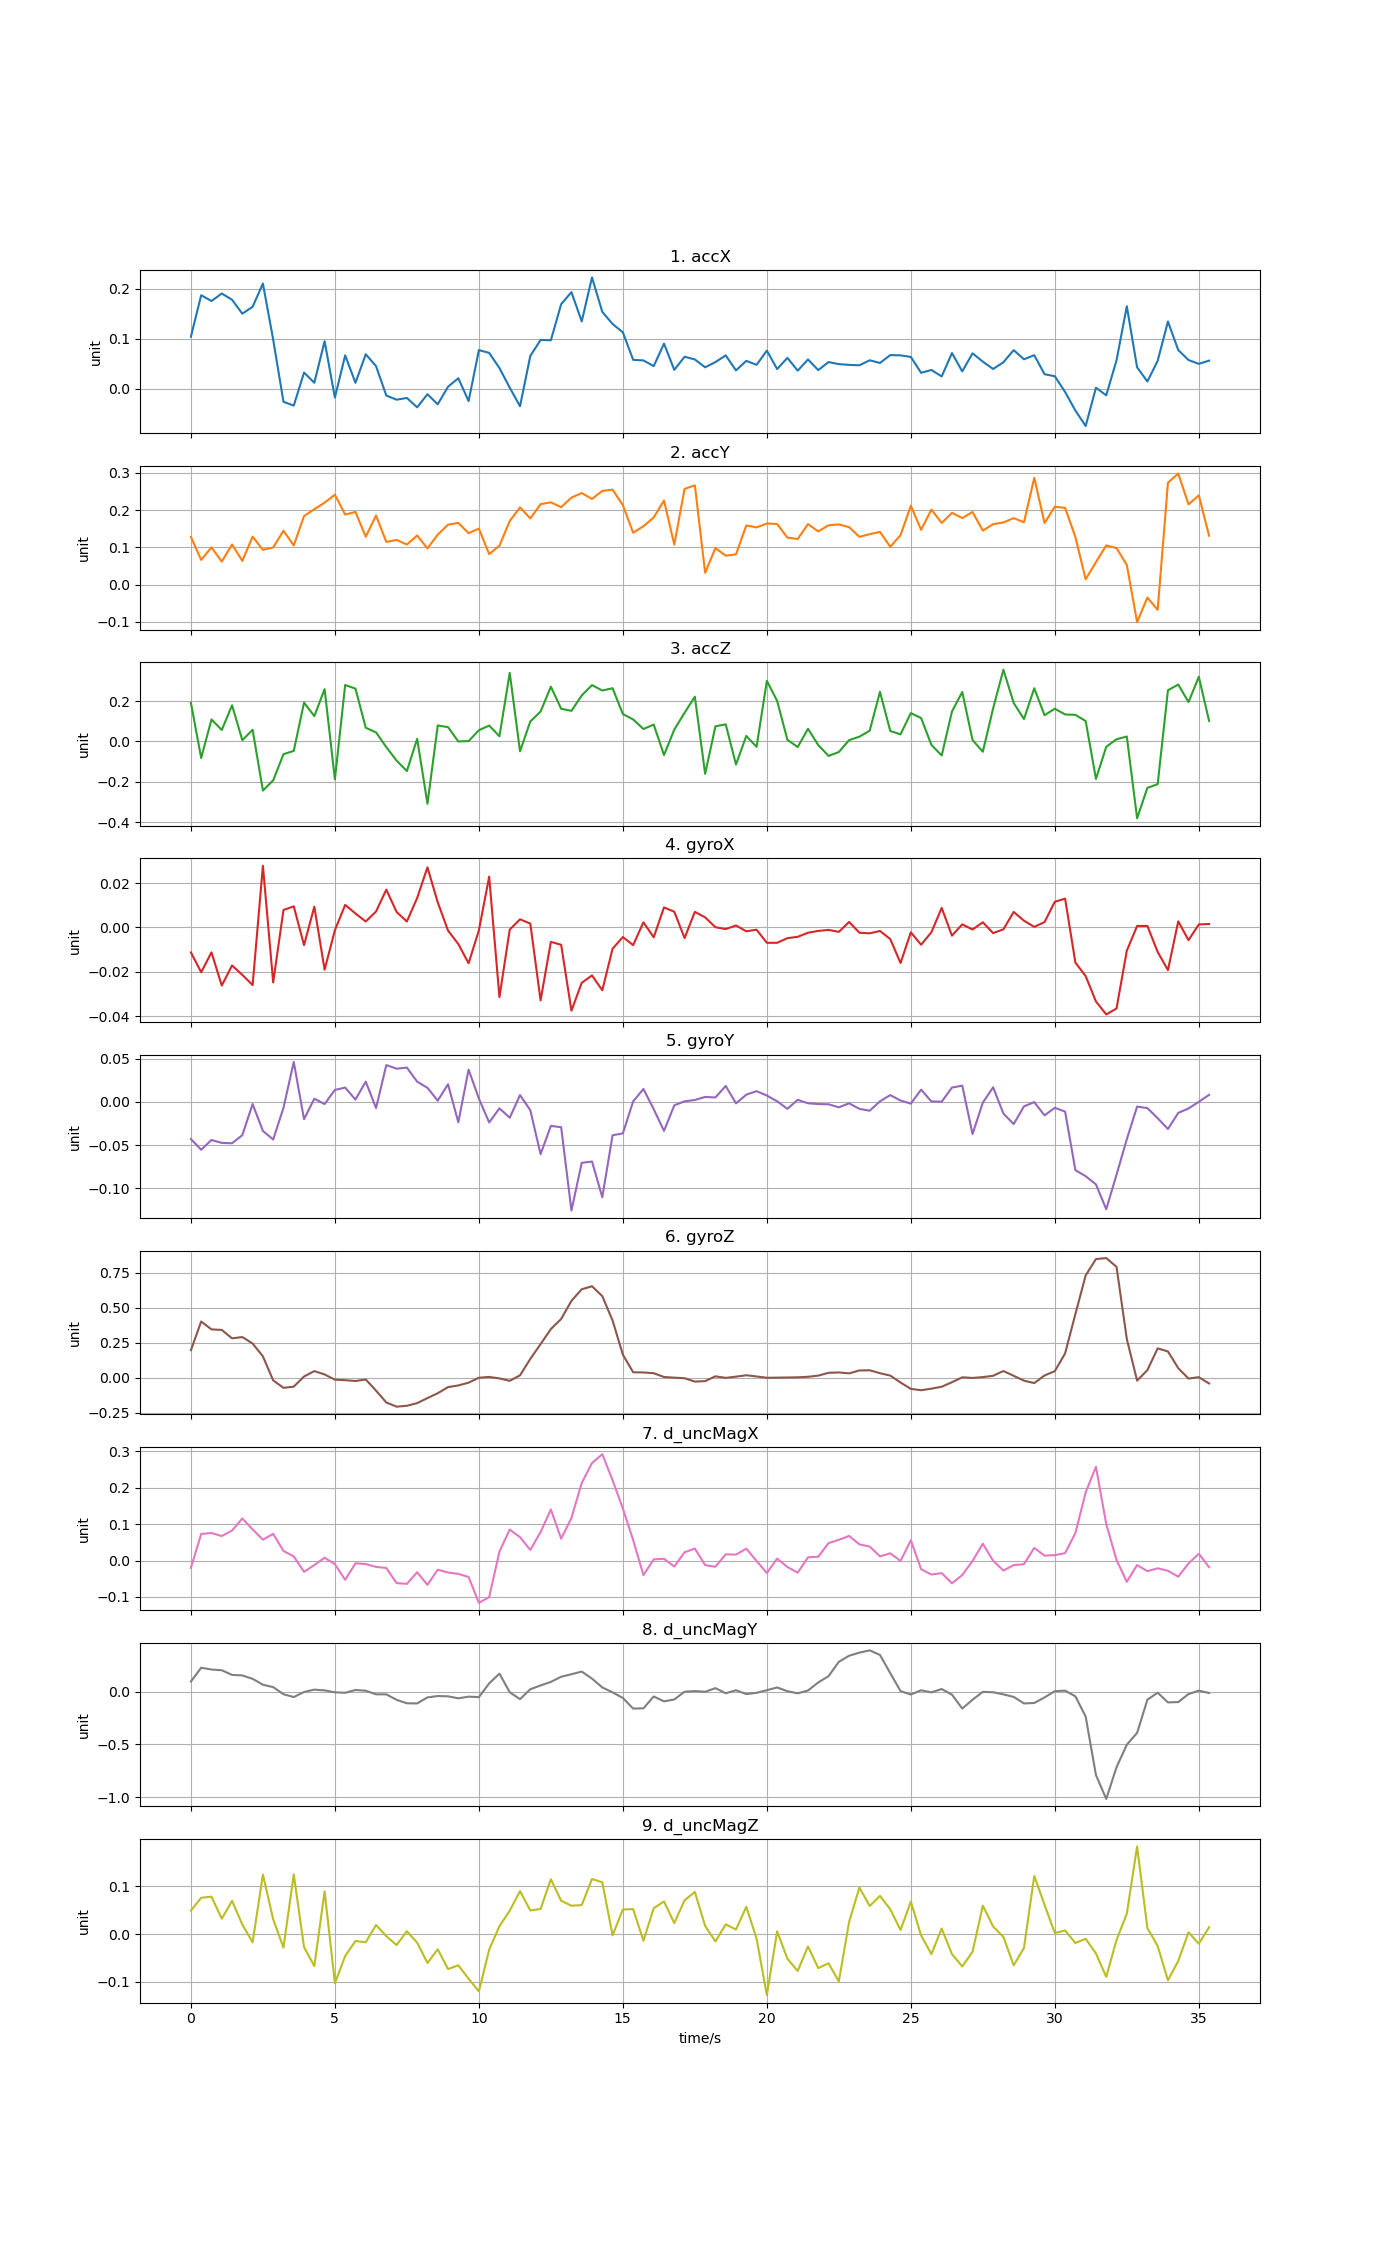 1. accX
0.2
0.1
0.0
unit
2. accY
0.3
0.2
0.1
0.0
−0.1
unit
3. accZ
0.2
0.0
−0.2
−0.4
unit
4. gyroX
0.02
0.00
−0.02
−0.04
unit
5. gyroY
0.05
0.00
−0.05
−0.10
unit
6. gyroZ
0.75
0.50
0.25
0.00
−0.25
unit
7. d_uncMagX
0.3
0.2
0.1
0.0
−0.1
unit
8. d_uncMagY
0.0
−0.5
−1.0
unit
9. d_uncMagZ
0.1
0.0
−0.1
unit
0 5 10 15 20 25 30 35
time/s